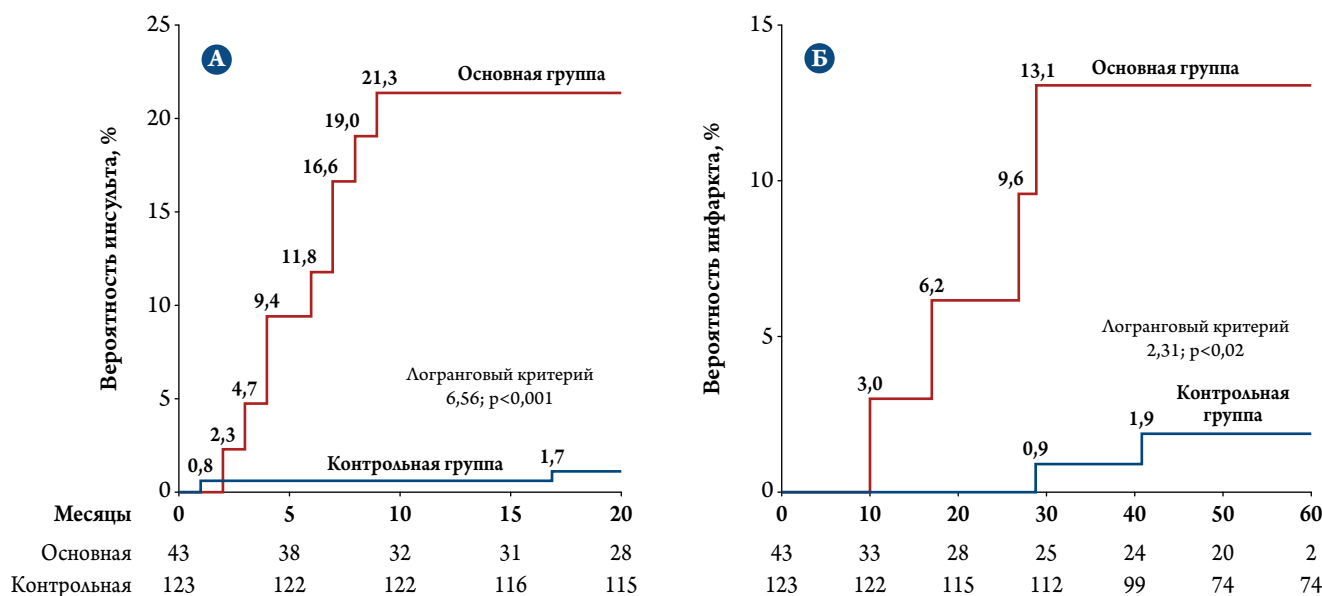 А
Вероятность инсульта, %
25
20
15
10
5
0
0,8
2,3
4,7
9,4
11,8
16,6
19,0
21,3
Основная группа
Логранговый критерий
6,56; p<0,001
Контрольная группа
1,7
Месяцы 0 5 10 15 20
Основная 43 38 32 31 28
Контрольная 123 122 122 116 115
Б
Вероятность инфаркта, %
15
10
5
0
3,0
6,2
9,6
13,1
Основная группа
Логранговый критерий
2,31; p<0,02
Контрольная
группа
0,9
1,9
0 10 20 30 40 50 60
43 33 28 25 24 20 2
123 122 115 112 99 74 74